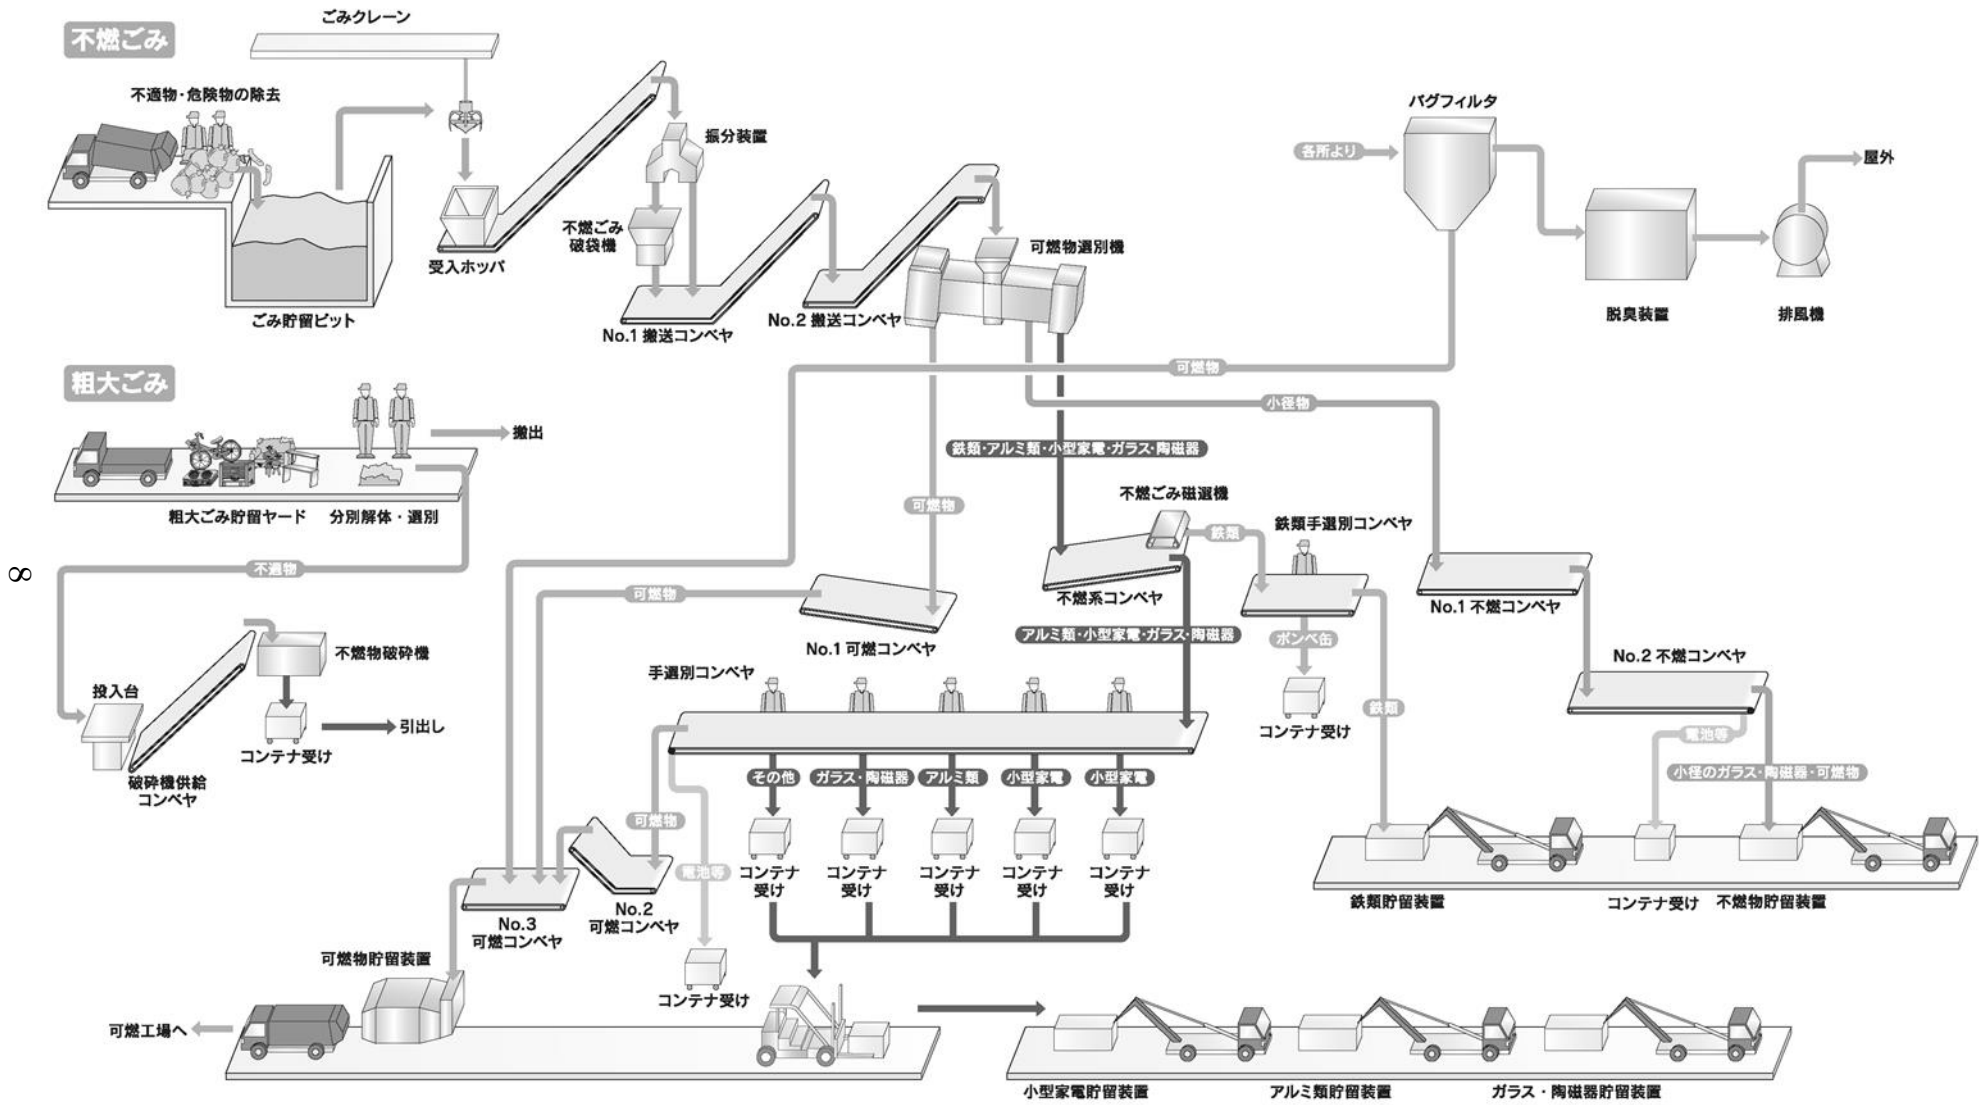 不燃ごみ
ごみクレーン
不適物・危険物の除去
振分装置
不燃ごみ
破袋機
受入ホッパ
ごみ貯留ピット
No.1 搬送コンベヤ
No.2 搬送コンベヤ
可燃物選別機
バグフィルタ
各所より
屋外
脱臭装置
排風機
可燃物
小径物
鉄類・アルミ類・小型家電・ガラス・陶磁器
可燃物
粗大ごみ
搬出
粗大ごみ貯留ヤード
分別解体・選別
不適物
8
不燃物破砕機
投入台
コンテナ受け
引出し
破砕機供給
コンベヤ
不燃ごみ磁選機
鉄類
鉄類手選別コンベヤ
不燃系コンベヤ
No.1 不燃コンベヤ
可燃物
No.1 可燃コンベヤ
アルミ類・小型家電・ガラス・陶磁器
ボンベ缶
コンテナ受け
鉄類
No.2 不燃コンベヤ
電池等
小径のガラス・陶磁器・可燃物
手選別コンベヤ
その他
ガラス・陶磁器
アルミ類
小型家電
小型家電
可燃物
電池等
コンテナ
受け
コンテナ
受け
コンテナ
受け
コンテナ
受け
コンテナ
受け
鉄類貯留装置
コンテナ受け
不燃物貯留装置
No.3
可燃コンベヤ
No.2
可燃コンベヤ
可燃物貯留装置
コンテナ受け
可燃工場へ
小型家電貯留装置
アルミ類貯留装置
ガラス・陶磁器貯留装置